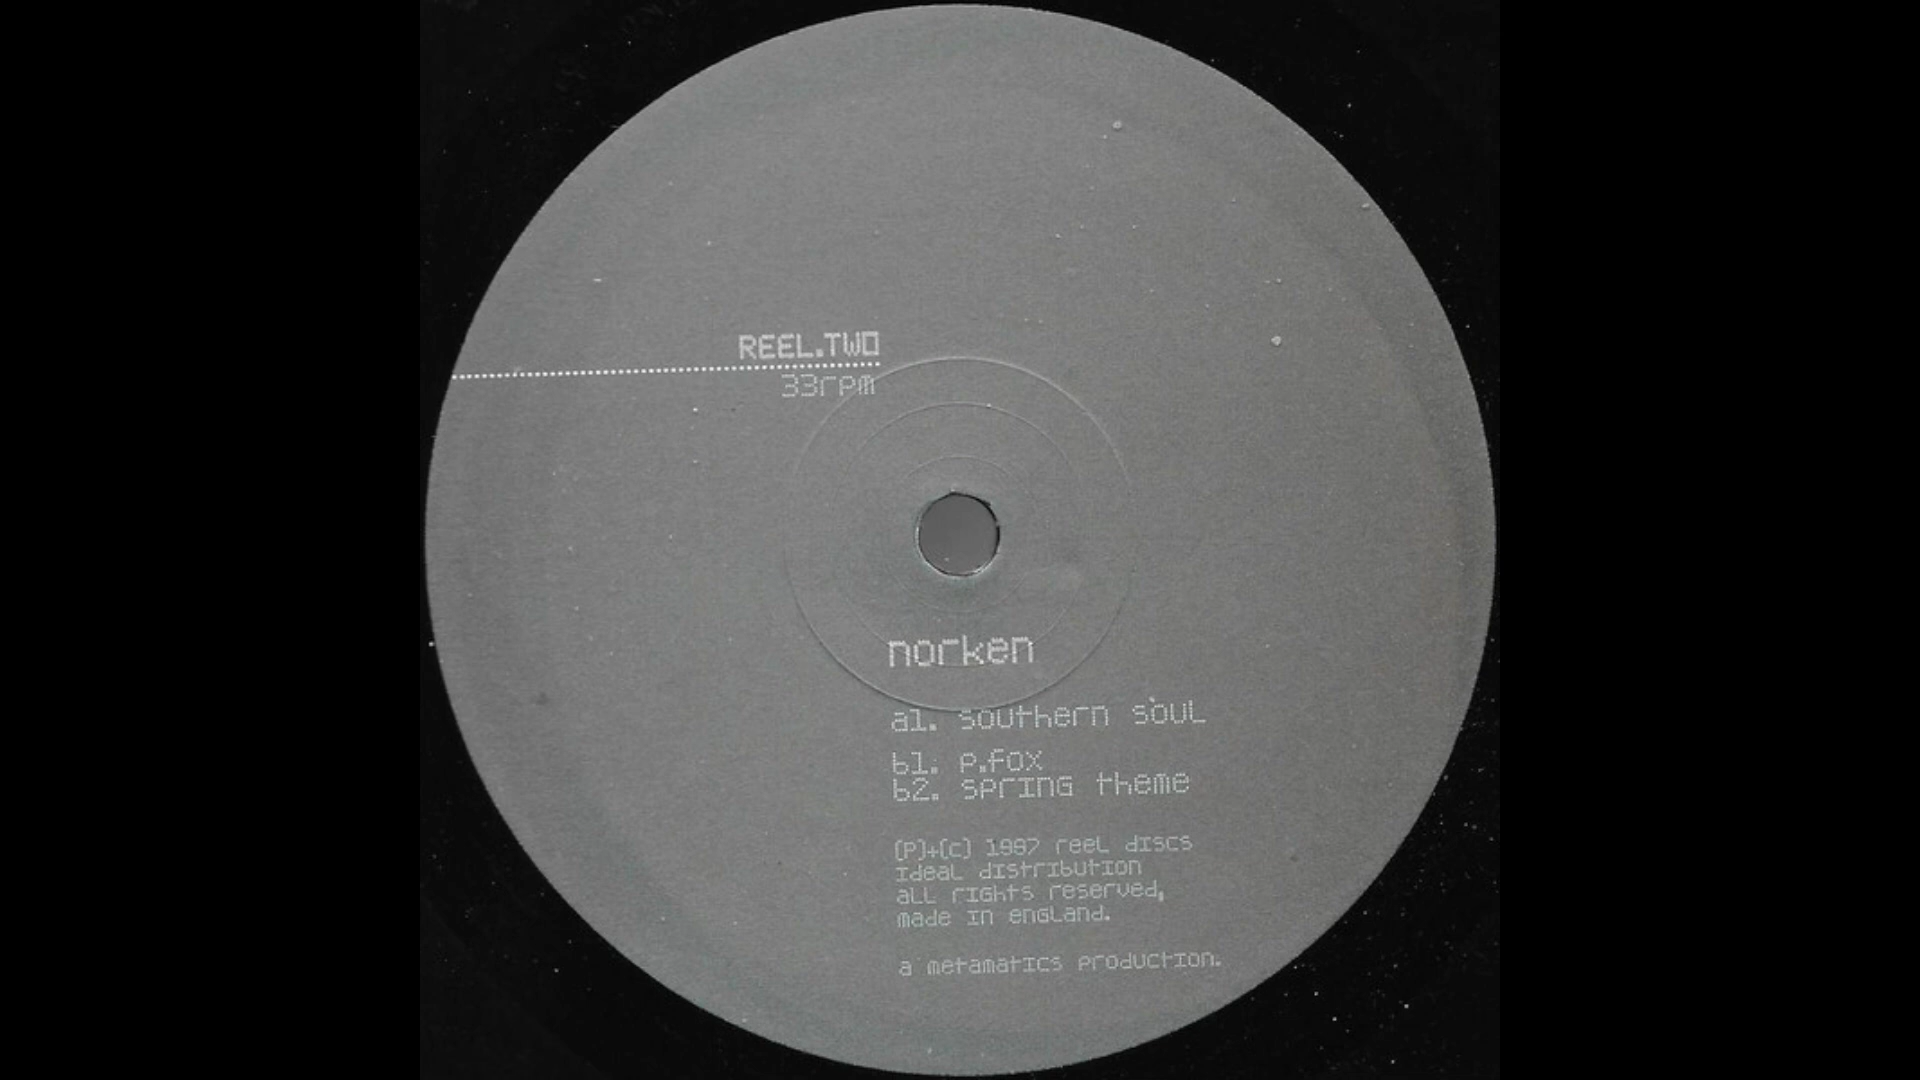 REEL.TWO
33rpm
norken
a1. southern soul
b1. p.fox
b2. spring theme
(P)+(c) 1997 reel discs
ideal distribution
all rights reserved,
made in england.
a metamatics production.